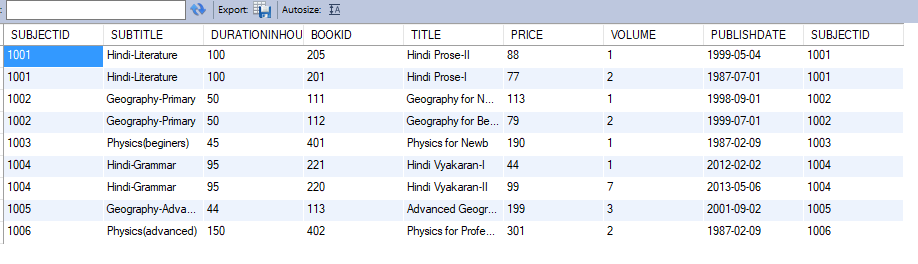 : Export: Autosize:
SUBJECTID SUBTITLE DURATIONINHOU BOOKID TITLE PRICE VOLUME PUBLISHDATE SUBJECTID
1001 Hindi-Literature 100 205 Hindi Prose-II 88 1 1999-05-04 1001
1001 Hindi-Literature 100 201 Hindi Prose-I 77 2 1987-07-01 1001
1002 Geography-Primary 50 111 Geography for N... 113 1 1998-09-01 1002
1002 Geography-Primary 50 112 Geography for Be... 79 2 1999-07-01 1002
1003 Physics(beginers) 45 401 Physics for Newb 190 1 1987-02-09 1003
1004 Hindi-Grammar 95 221 Hindi Vyakaran-I 44 1 2012-02-02 1004
1004 Hindi-Grammar 95 220 Hindi Vyakaran-II 99 7 2013-05-06 1004
1005 Geography-Adva... 44 113 Advanced Geogr... 199 3 2001-09-02 1005
1006 Physics(advanced) 150 402 Physics for Profe... 301 2 1987-02-09 1006